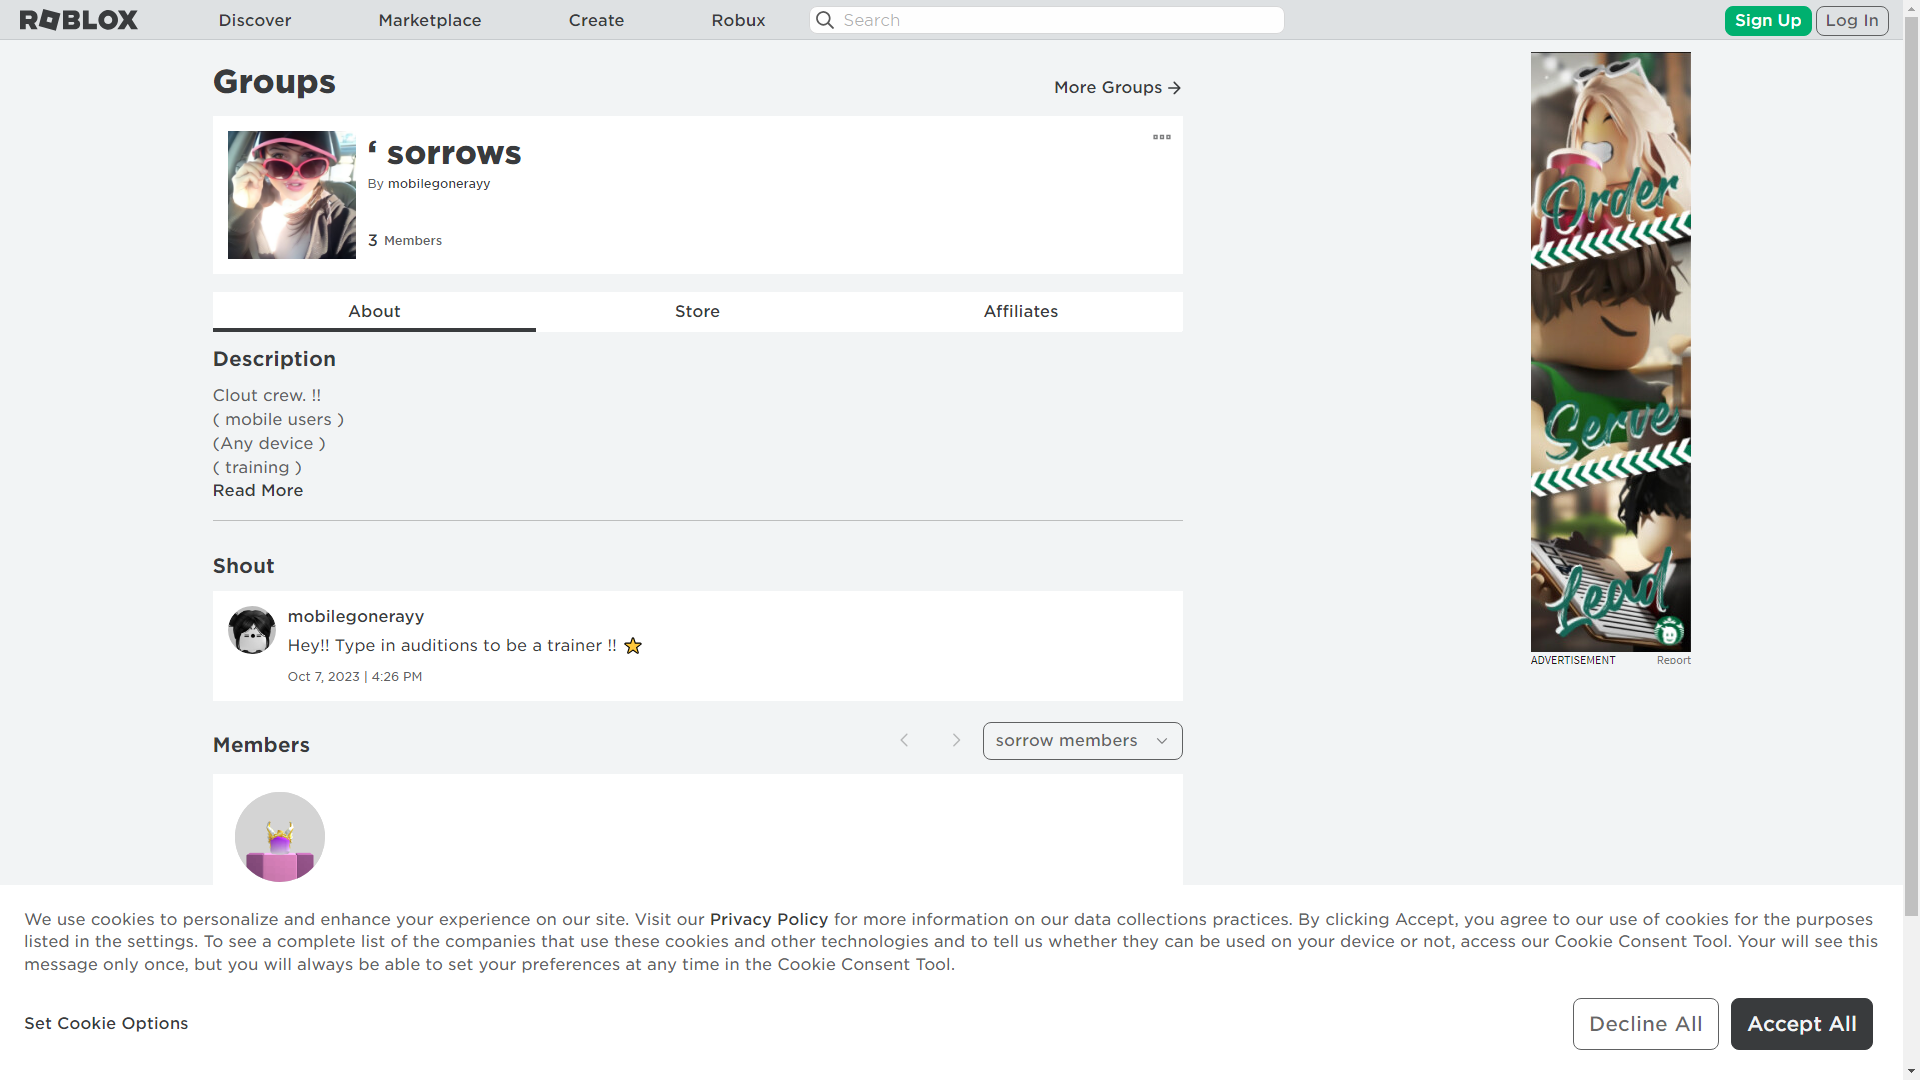 ROBLOX
Discover
Marketplace
Create
Robux
Search
Sign Up
Log In
Groups
More Groups
‘ sorrows
By mobilegonerayy
3 Members
About
Store
Affiliates
Description
Clout crew. !!
( mobile users )
(Any device )
( training )
Read More
Shout
mobilegonerayy
Hey!! Type in auditions to be a trainer !! ⭐
Oct 7, 2023 | 4:26 PM
Members
sorrow members
Order
Serve
Lead
ADVERTISEMENT
Report
We use cookies to personalize and enhance your experience on our site. Visit our Privacy Policy for more information on our data collections practices. By clicking Accept, you agree to our use of cookies for the purposes
listed in the settings. To see a complete list of the companies that use these cookies and other technologies and to tell us whether they can be used on your device or not, access our Cookie Consent Tool. Your will see this
message only once, but you will always be able to set your preferences at any time in the Cookie Consent Tool.
Set Cookie Options
Decline All
Accept All